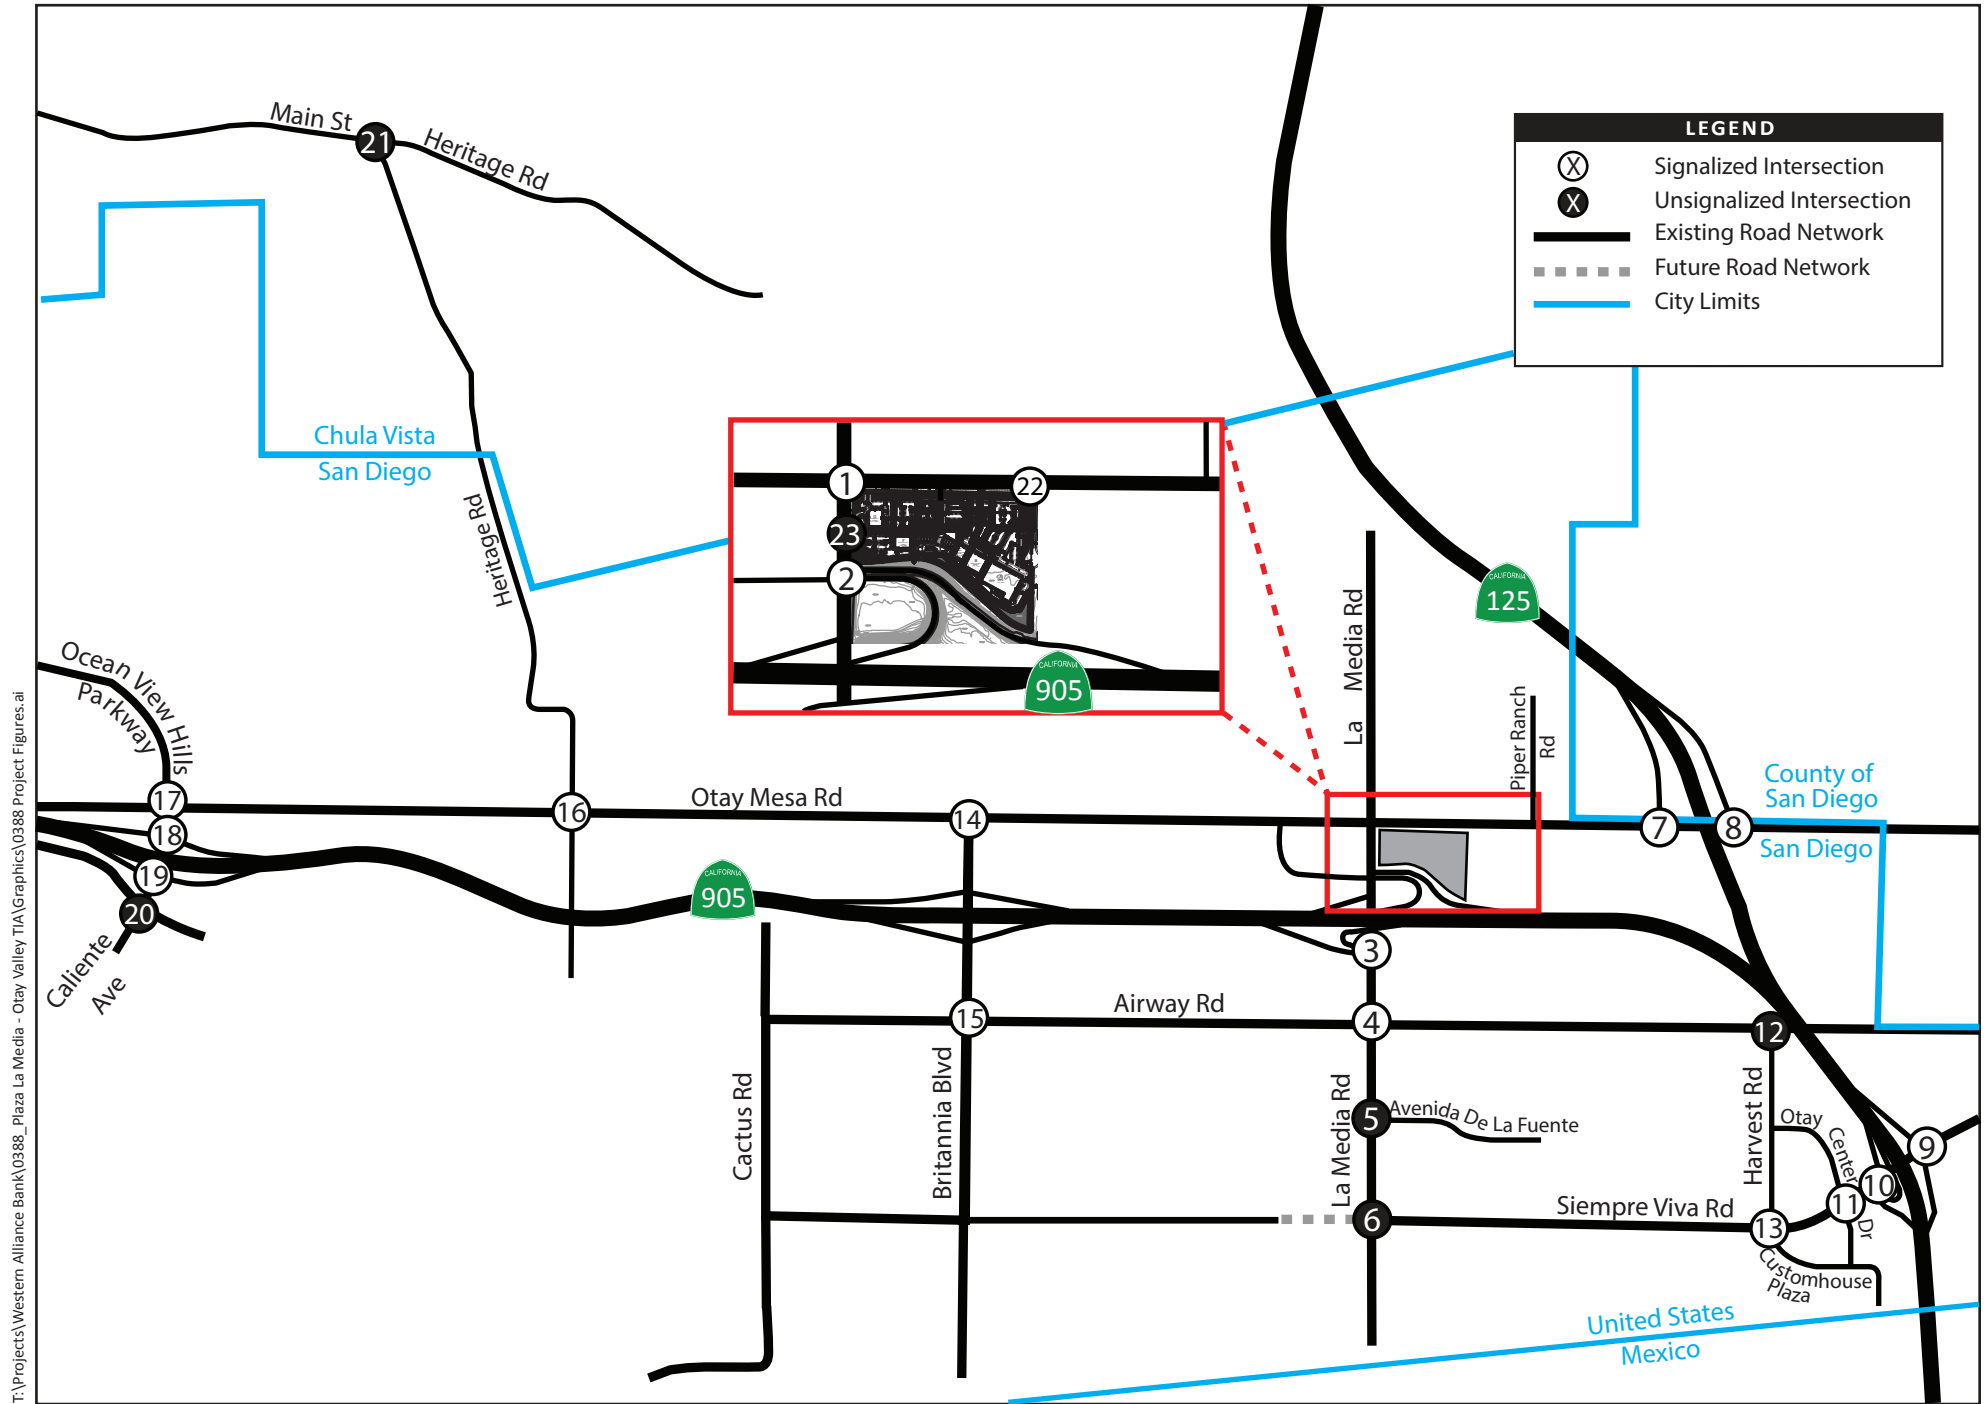 T:\Projects\Western Alliance Bank\0388_Plaza La Media - Otay Valley TIA\Graphics\0388 Project Figures.ai
LEGEND
X Signalized Intersection
X Unsignalized Intersection
Existing Road Network
Future Road Network
City Limits
Main St
21
Heritage Rd
Chula Vista
San Diego
Heritage Rd
1
22
23
2
CALIFORNIA
905
CALIFORNIA
125
La Media Rd
Piper Ranch
Rd
Ocean View Hills
Parkway
17
18
19
20
Caliente
Ave
16
Otay Mesa Rd
14
7
8
County of
San Diego
San Diego
CALIFORNIA
905
3
Airway Rd
15
4
12
Cactus Rd
Britannia Blvd
La Media Rd
5
Avenida De La Fuente
6
Harvest Rd
Otay
Center
Dr
9
10
11
Siempre Viva Rd
13
Customhouse
Plaza
United States
Mexico